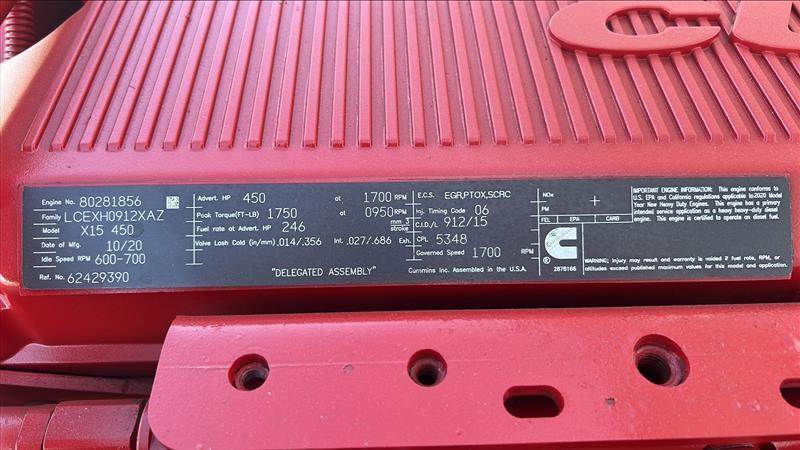 CU
Engine No. 80281856
Family LCEXH0912XAZ
Model X15 450
Date of Mfg. 10/20
Idle Speed RPM 600-700
Ref. No. 62429390
Advert. HP 450 at 1700 RPM
Peak Torque(FT-LB) 1750 at 0950 RPM
Fuel rate at Advert. HP 246 mm3 stroke
Valve Lash Cold (in/mm) .014/.356 Int. .027/.686 Exh.
"DELEGATED ASSEMBLY"
E.C.S. EGR,PTOX,SCRC
Inj. Timing Code 06
C.I.D./L 912/15
CPL 5348
Governed Speed 1700 RPM
Cummins Inc. Assembled in the U.S.A.
NOx +
PM
FEL EPA CARB
Cummins
®
2878166
IMPORTANT ENGINE INFORMATION: This engine conforms to
U.S. EPA and California regulations applicable to2020 Model
Year New Heavy Duty Engines. This engine has a primary
intended service application as a heavy heavy-duty diesel
engine. This engine is certified to operate on diesel fuel.
WARNING; Injury may result and warranty is voided if fuel rate, RPM, or
altitudes exceed published maximum values for this model and application.